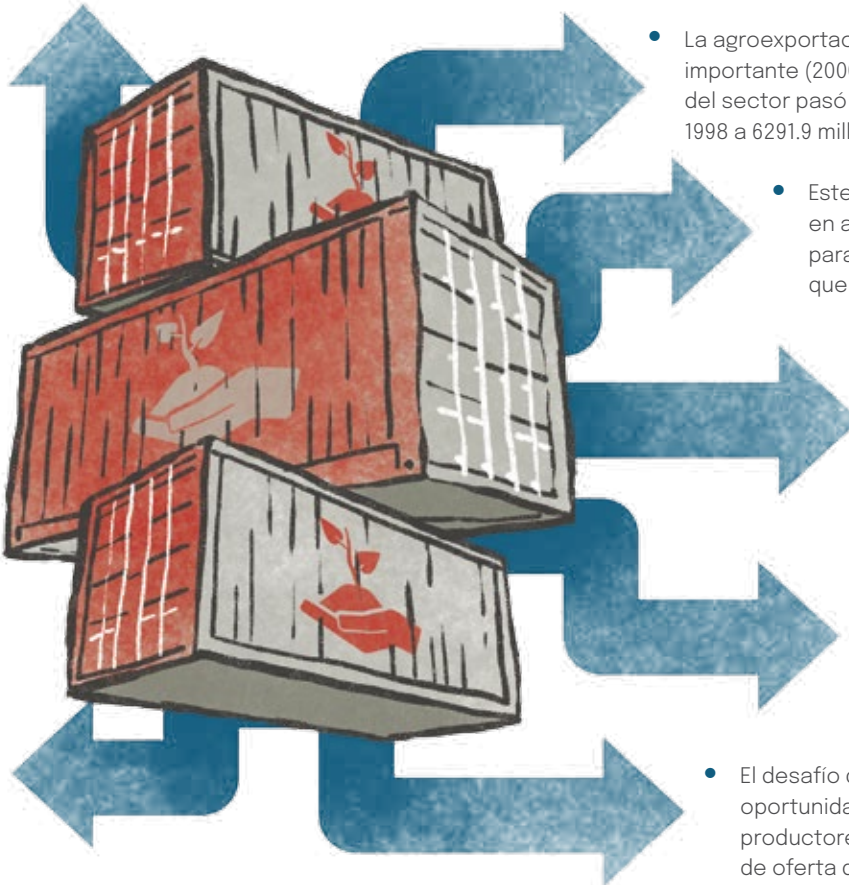 La agroexportac
importante (200
del sector pasó
1998 a 6291.9 mill
Este
en a
para
que
El desafío d
oportunida
productore
de oferta d